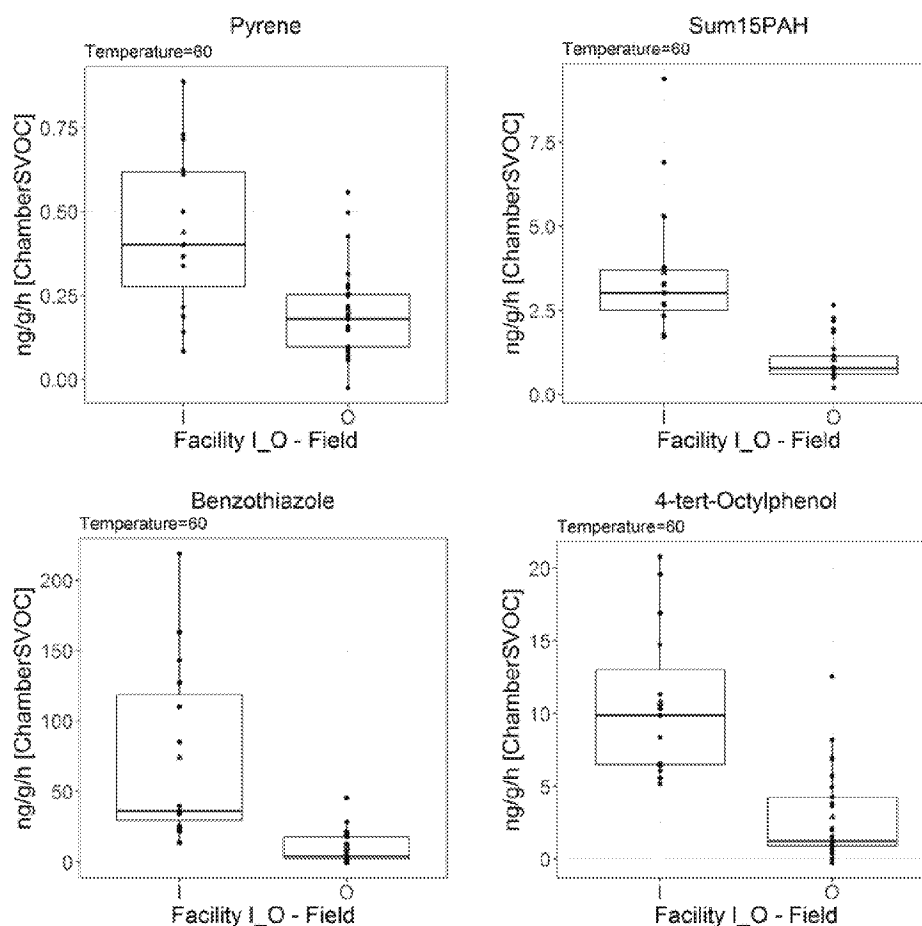 Pyrene
Temperature=60
ng/g/h [ChamberSVOC]
0.75
0.50
0.25
0.00
I
O
Facility I_O - Field
Sum15PAH
Temperature=60
ng/g/h [ChamberSVOC]
7.5
5.0
2.5
0.0
I
O
Facility I_O - Field
Benzothiazole
Temperature=60
ng/g/h [ChamberSVOC]
200
150
100
50
0
I
O
Facility I_O - Field
4-tert-Octylphenol
Temperature=60
ng/g/h [ChamberSVOC]
20
15
10
5
0
I
O
Facility I_O - Field